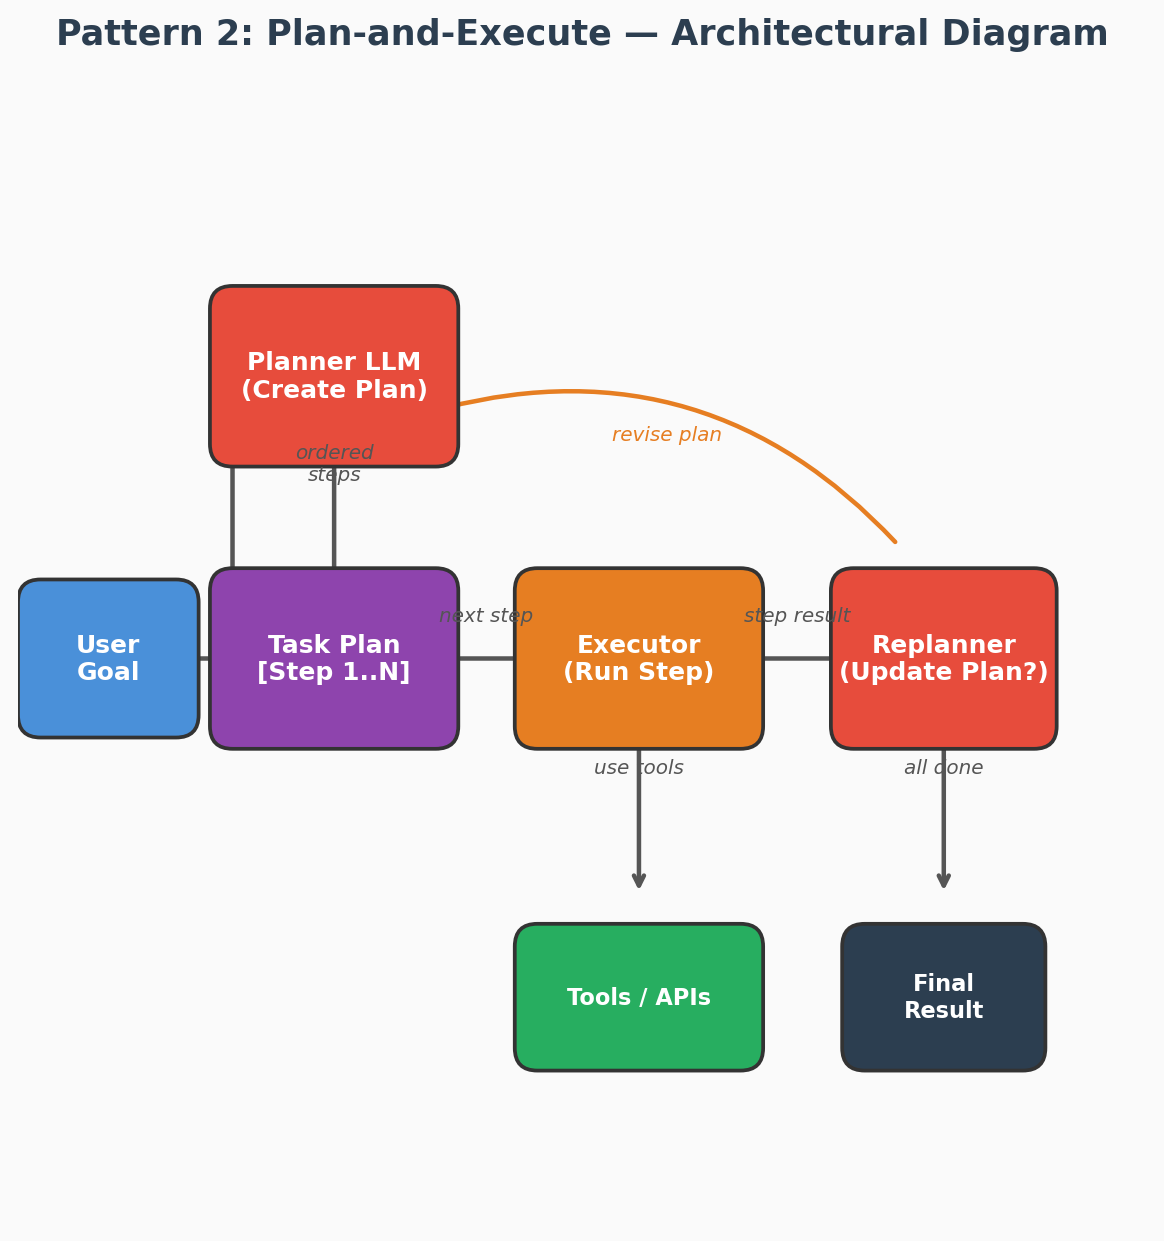 Pattern 2: Plan-and-Execute — Architectural Diagram
Planner LLM
(Create Plan)
ordered
steps
revise plan
User
Goal
Task Plan
[Step 1..N]
next step
Executor
(Run Step)
step result
Replanner
(Update Plan?)
use tools
all done
Tools / APIs
Final
Result